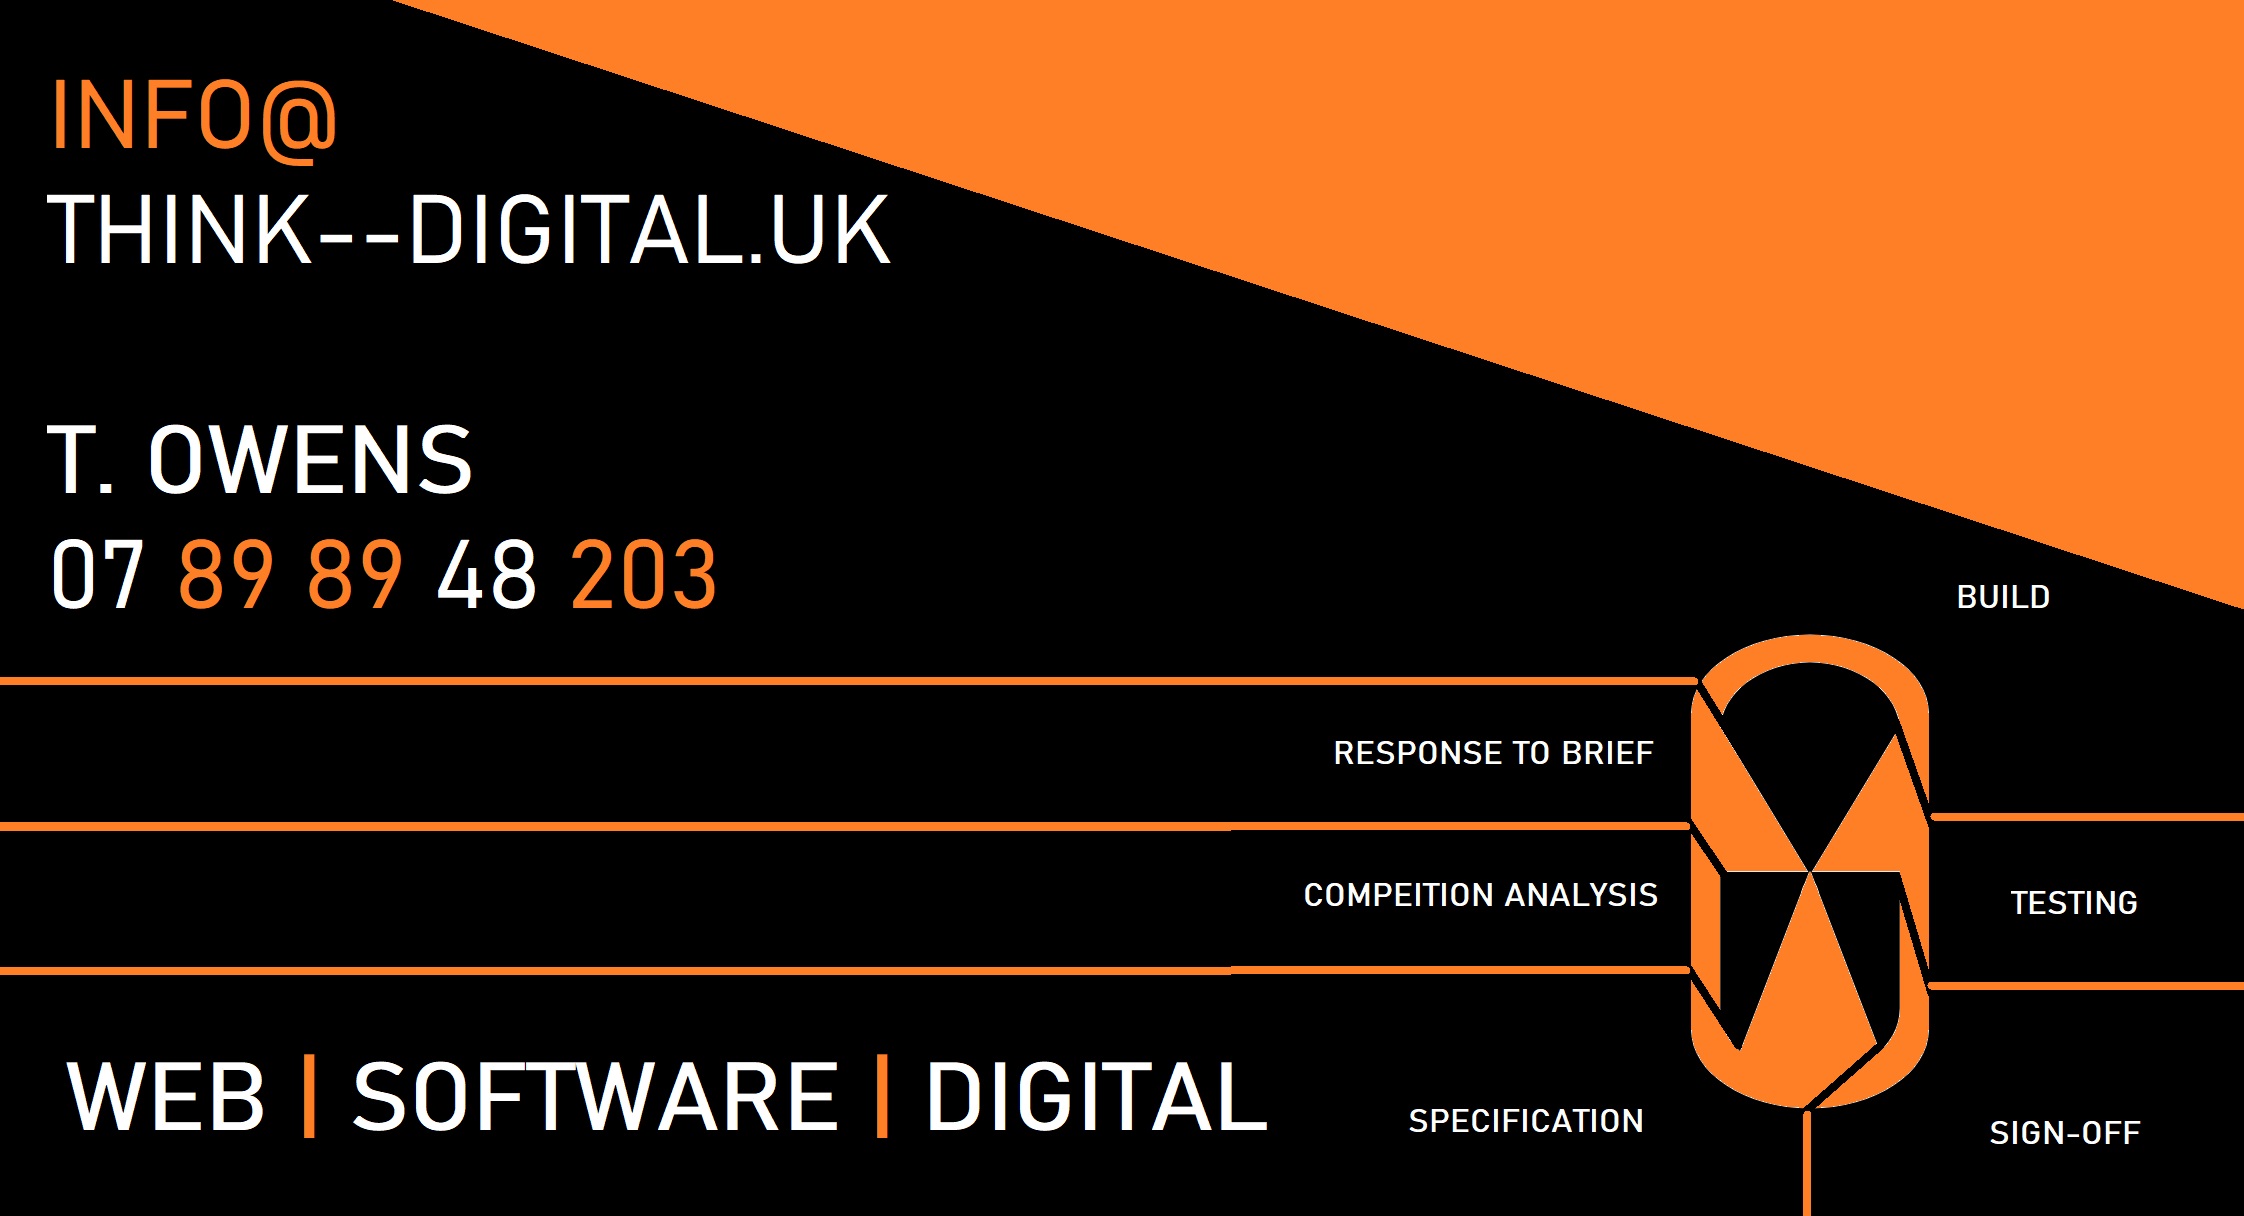 INFO@
THINK--DIGITAL.UK
T. OWENS
07 89 89 48 203
BUILD
RESPONSE TO BRIEF
COMPEITION ANALYSIS
TESTING
WEB | SOFTWARE | DIGITAL
SPECIFICATION
SIGN-OFF